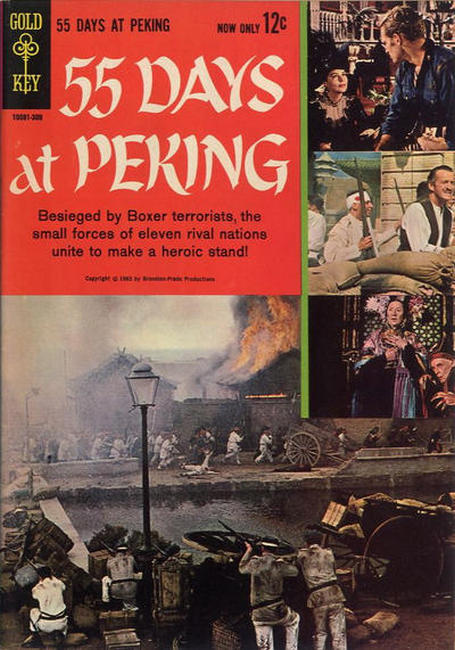 GOLD
KEY
55 DAYS AT PEKING
NOW ONLY 12¢
10081-309
55 DAYS
at PEKING
Besieged by Boxer terrorists, the
small forces of eleven rival nations
unite to make a heroic stand!
Copyright © 1963 by Bronston-Prade Productions